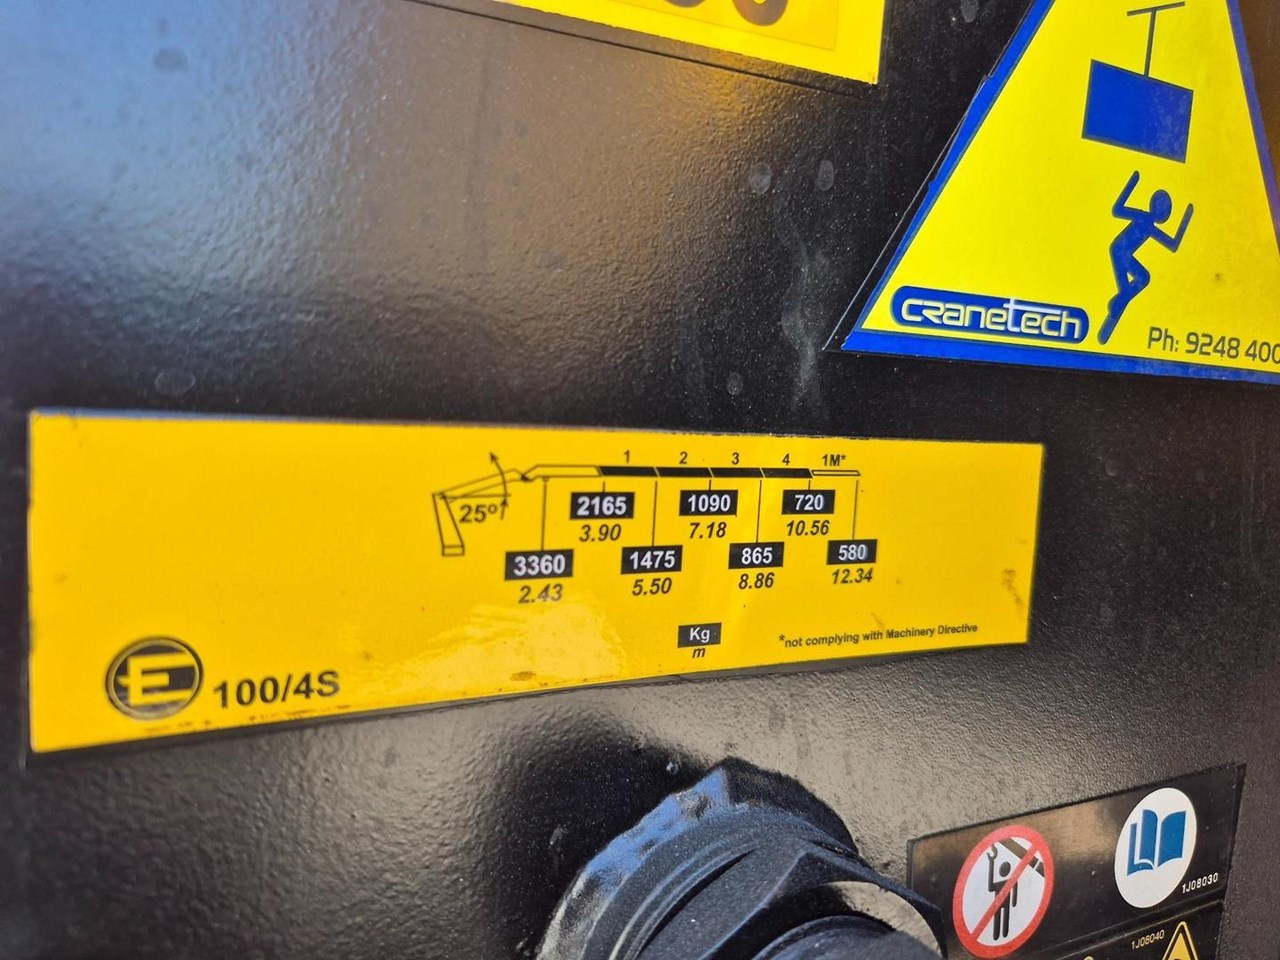 cranetech
Ph: 9248 400
1 2 3 4 1M*
25º
2165 1090 720
3.90 7.18 10.56
3360 1475 865 580
2.43 5.50 8.86 12.34
Kg
m
*not complying with Machinery Directive
E 100/4S
1J08030
1J08040